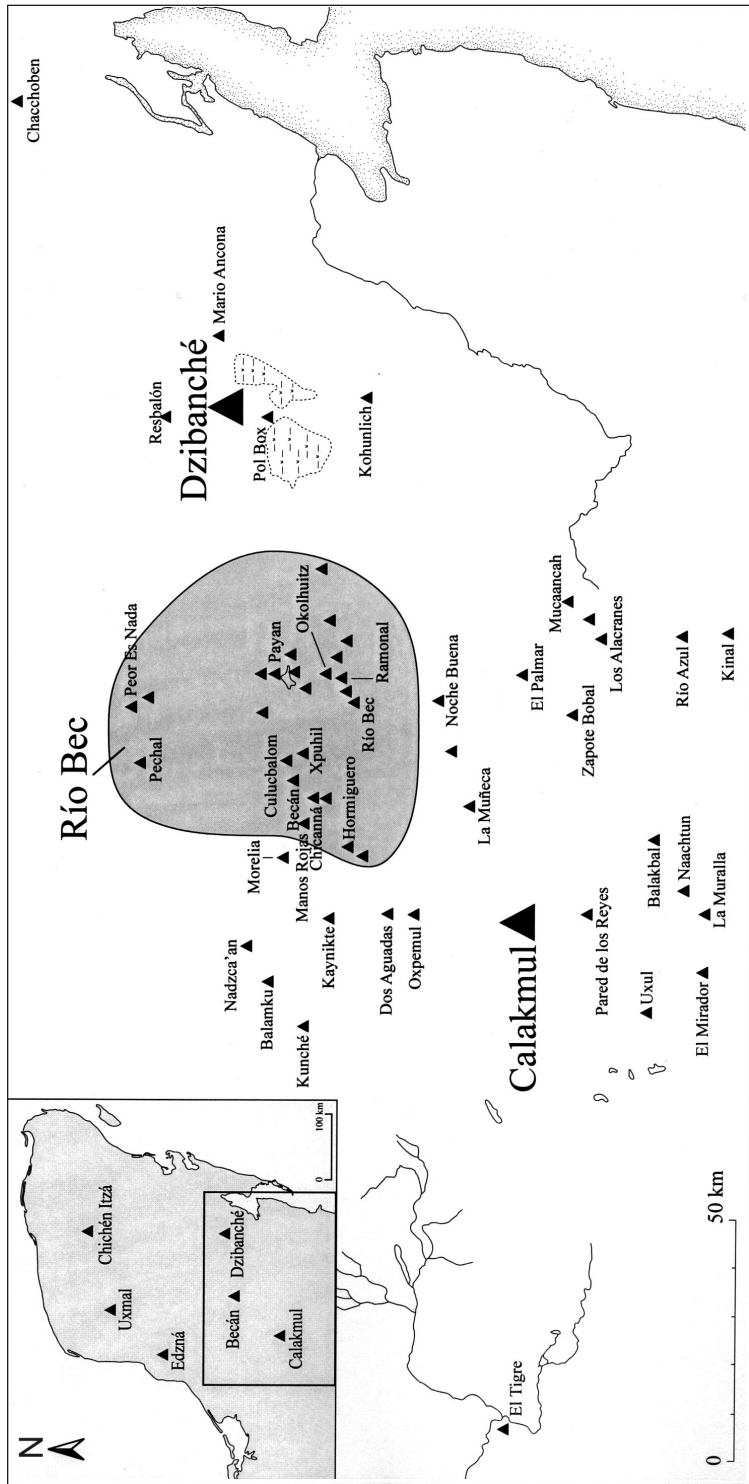 N
Chichén Itzá
Uxmal
Edzná
Becán
Dzibanché
Calakmul
0
100 km
Chacchoben
Río Bec
Peor Es Nada
Pechal
Resbalón
Dzibanché
Mario Ancona
Pol Box
Kohunlich
Payan
Okolhuitz
Culucbalom
Becán
Xpuhil
Manos Rojas
Chicanná
Hormiguero
Río Bec
Ramonal
Morelia
Nadzca'an
Balamku
Kunché
Kaynikte
Dos Aguadas
Oxpemul
Noche Buena
La Muñeca
Calakmul
El Palmar
Mucaancah
Zapote Bobal
Los Alacranes
Pared de los Reyes
Balakbal
Río Azul
Uxul
Naachtun
El Mirador
La Muralla
Kinal
El Tigre
0
50 km